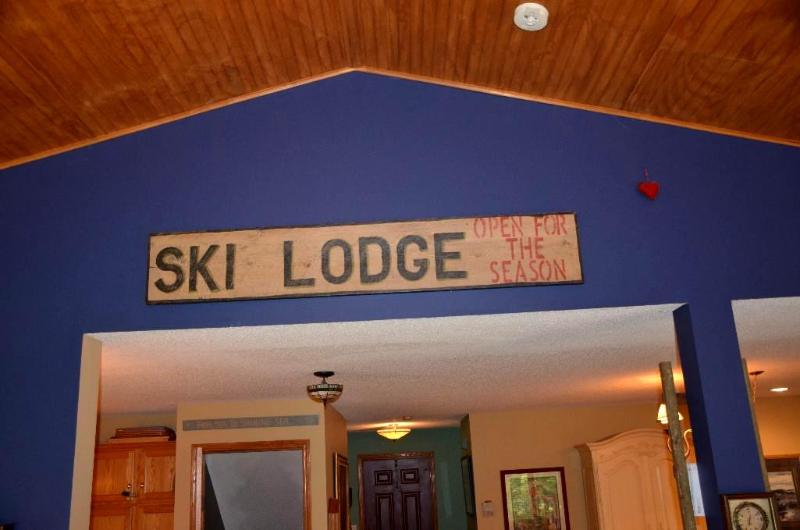 SKI LODGE
OPEN FOR
THE
SEASON